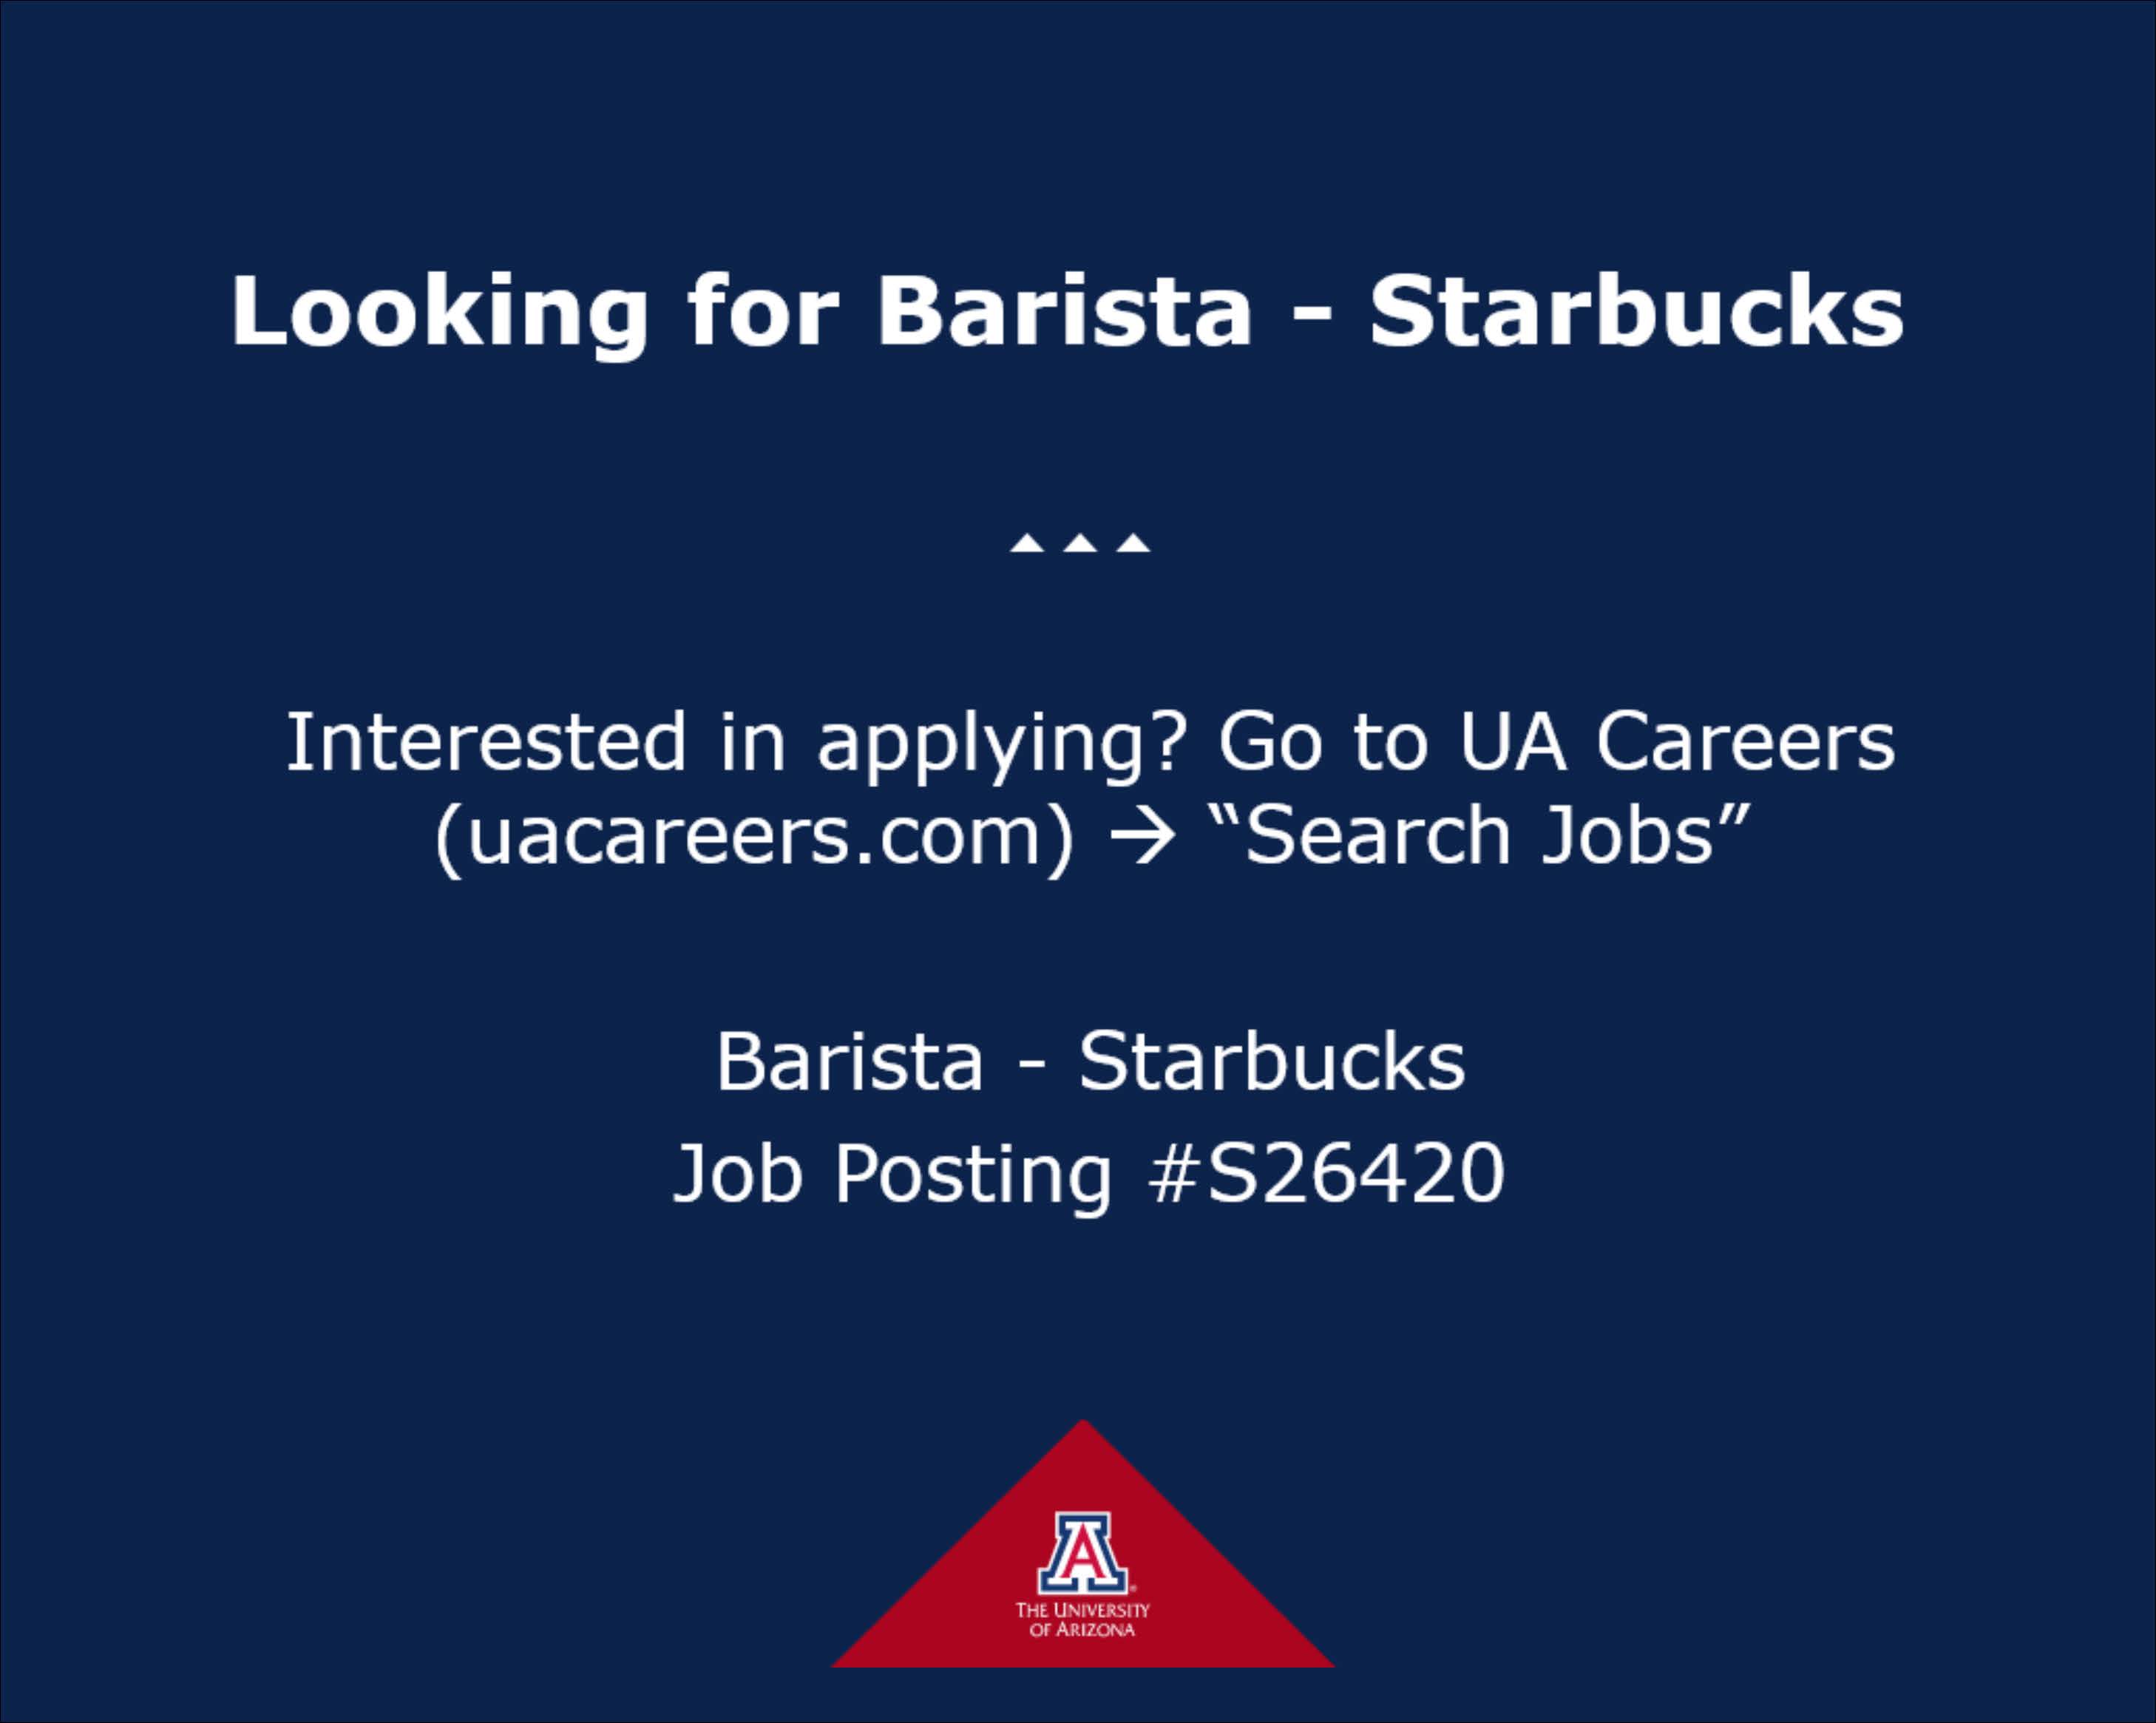 Looking for Barista - Starbucks
Interested in applying? Go to UA Careers
(uacareers.com) → “Search Jobs”
Barista - Starbucks
Job Posting #S26420
A
THE UNIVERSITY
OF ARIZONA